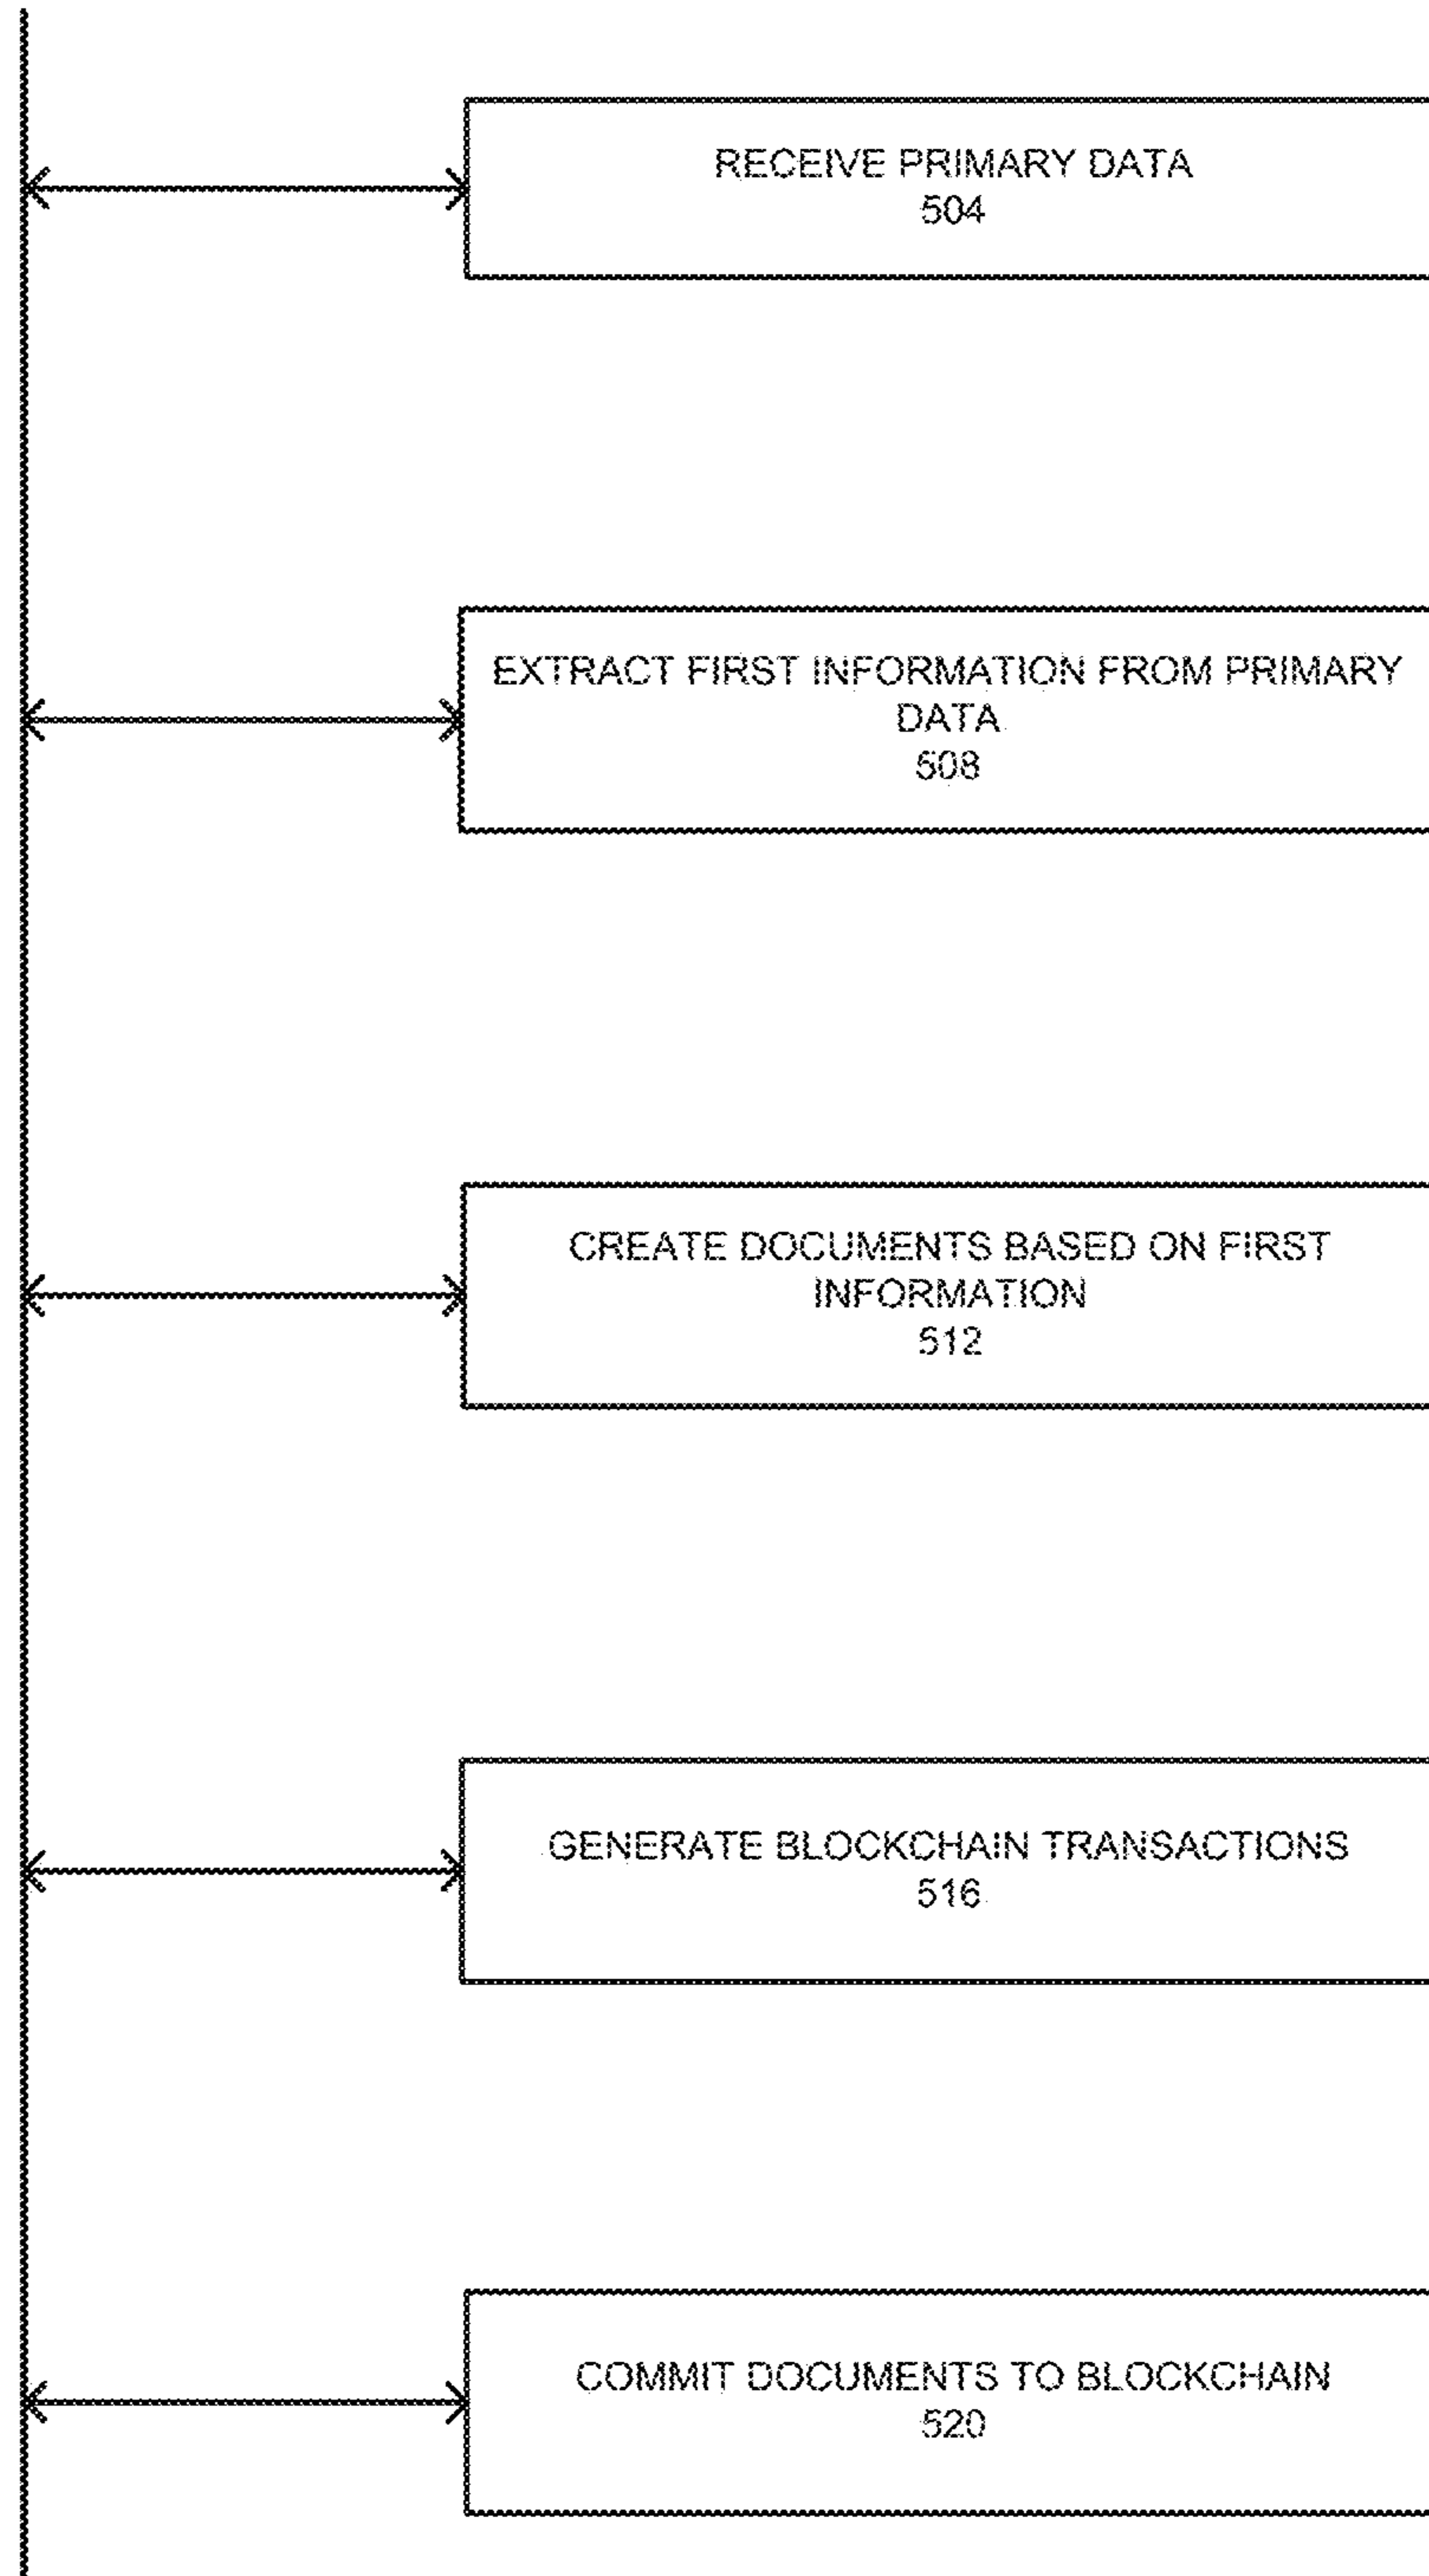 RECEIVE PRIMARY DATA
504
EXTRACT FIRST INFORMATION FROM PRIMARY
DATA
508
CREATE DOCUMENTS BASED ON FIRST
INFORMATION
512
GENERATE BLOCKCHAIN TRANSACTIONS
516
COMMIT DOCUMENTS TO BLOCKCHAIN
520